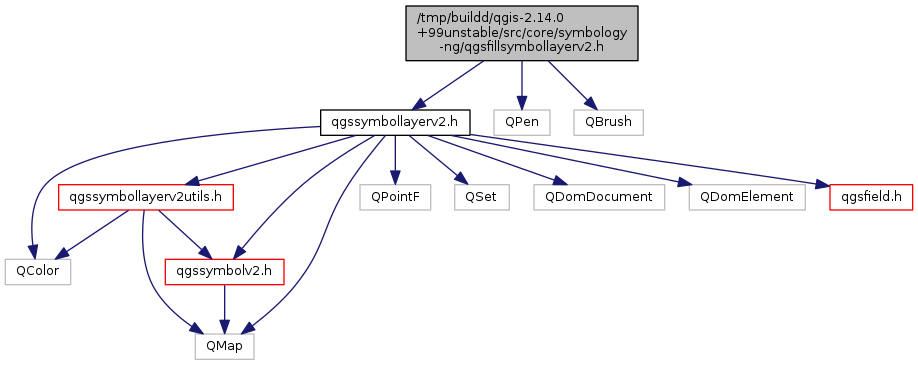 /tmp/buildd/qgis-2.14.0
+99unstable/src/core/symbology
-ng/qgsfillsymbollayerv2.h
qgssymbollayerv2.h
QPen
QBrush
qgssymbollayerv2utils.h
QPointF
QSet
QDomDocument
QDomElement
qgsfield.h
QColor
qgssymbolv2.h
QMap